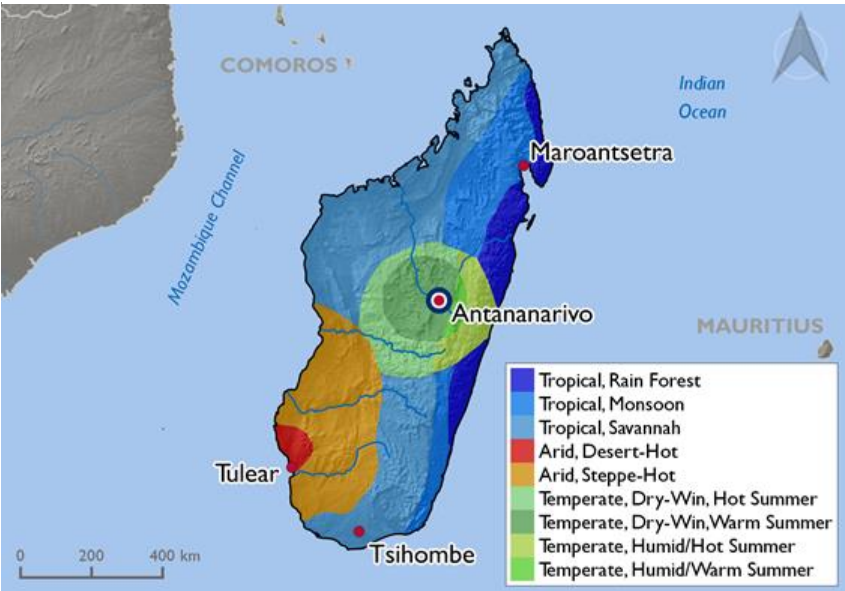 COMOROS
Indian
Ocean
Maroantsetra
Mozambique Channel
Antananarivo
MAURITIUS
Tropical, Rain Forest
Tropical, Monsoon
Tropical, Savannah
Arid, Desert-Hot
Arid, Steppe-Hot
Temperate, Dry-Win, Hot Summer
Temperate, Dry-Win, Warm Summer
Temperate, Humid/Hot Summer
Temperate, Humid/Warm Summer
Tulear
Tsihombe
0 200 400 km